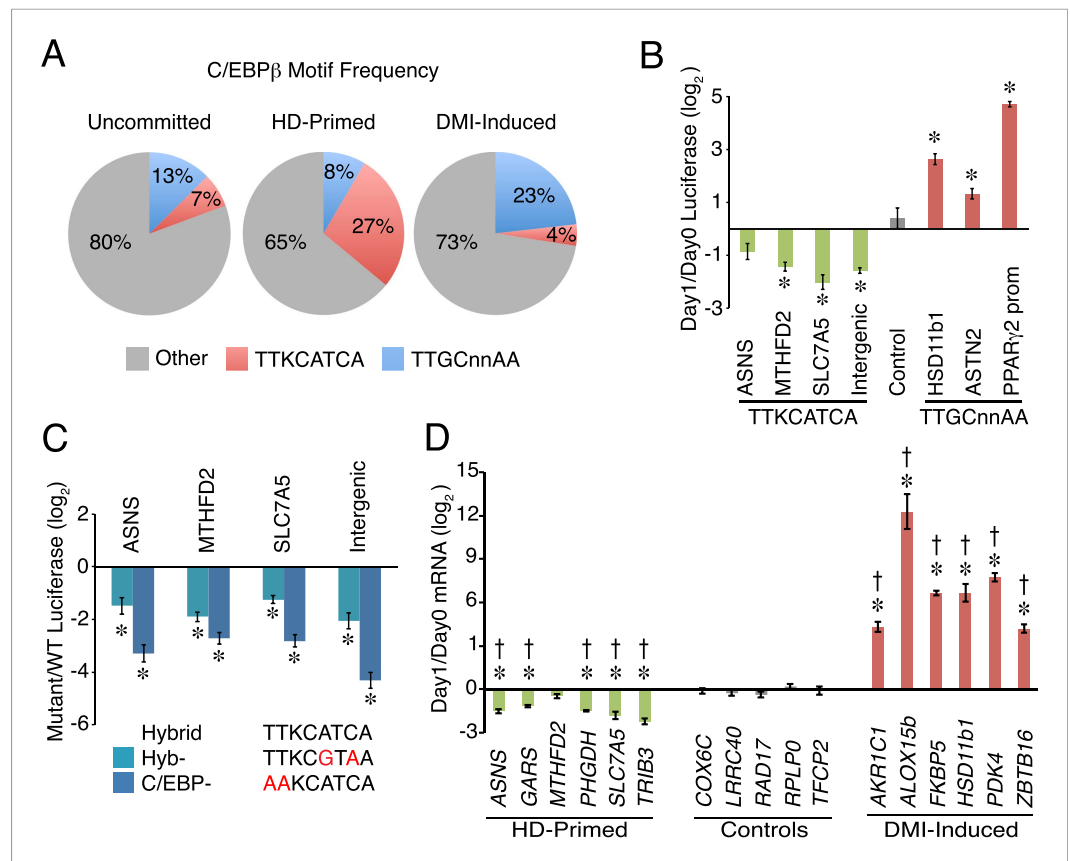 A
C/EBPβ Motif Frequency
Uncommitted
HD-Primed
DMI-Induced
13%
7%
80%
8%
27%
65%
23%
4%
73%
Other
TTKCATCA
TTGCnnAA
B
Day1/Day0 Luciferase (log2)
5
3
1
-1
-3
*
*
*
*
*
*
ASNS
MTHFD2
SLC7A5
Intergenic
Control
HSD11b1
ASTN2
PPARγ2 prom
TTKCATCA
TTGCnnAA
C
Mutant/WT Luciferase (log2)
2
0
-2
-4
-6
ASNS
MTHFD2
SLC7A5
Intergenic
*
*
*
*
*
*
*
*
Hybrid TTKCATCA
Hyb- TTKCGTAA
C/EBP- AAKCATCA
D
Day1/Day0 mRNA (log2)
15
12
9
6
1
0
-3
† † † † †
* * * * *
† † † † † †
* * * * * *
ASNS
GARS
MTHFD2
PHGDH
SLC7A5
TRIB3
COX6C
LRRC40
RAD17
RPLP0
TFCP2
AKR1C1
ALOX15b
FKBP5
HSD11b1
PDK4
ZBTB16
HD-Primed
Controls
DMI-Induced